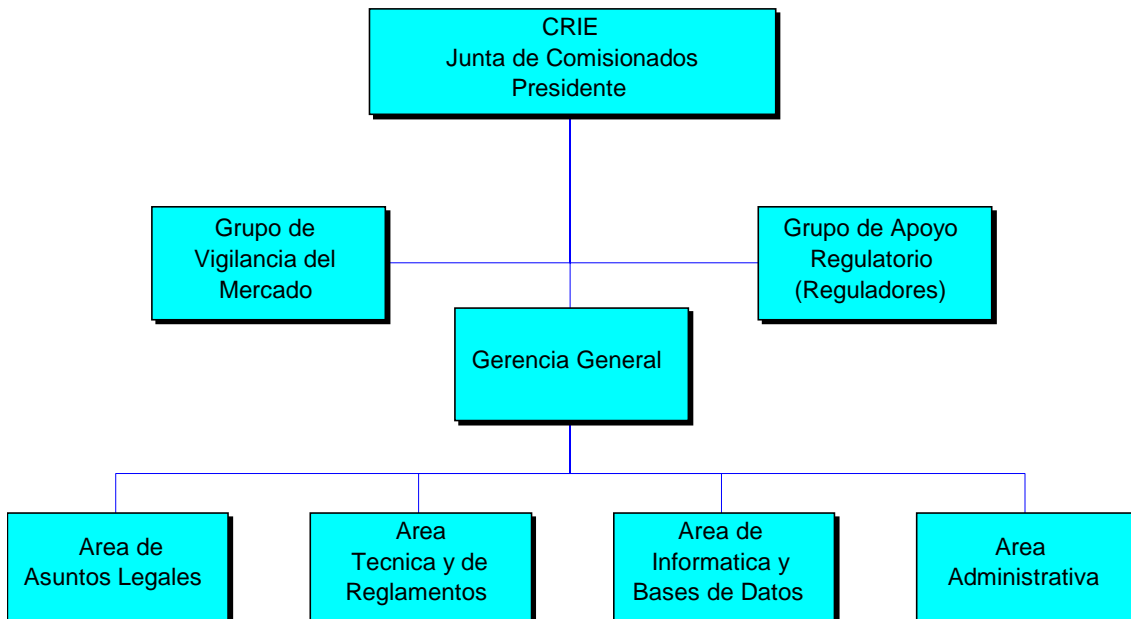 CRIE
Junta de Comisionados
Presidente
Grupo de
Vigilancia del
Mercado
Grupo de Apoyo
Regulatorio
(Reguladores)
Gerencia General
Area de
Asuntos Legales
Area
Tecnica y de
Reglamentos
Area de
Informatica y
Bases de Datos
Area
Administrativa